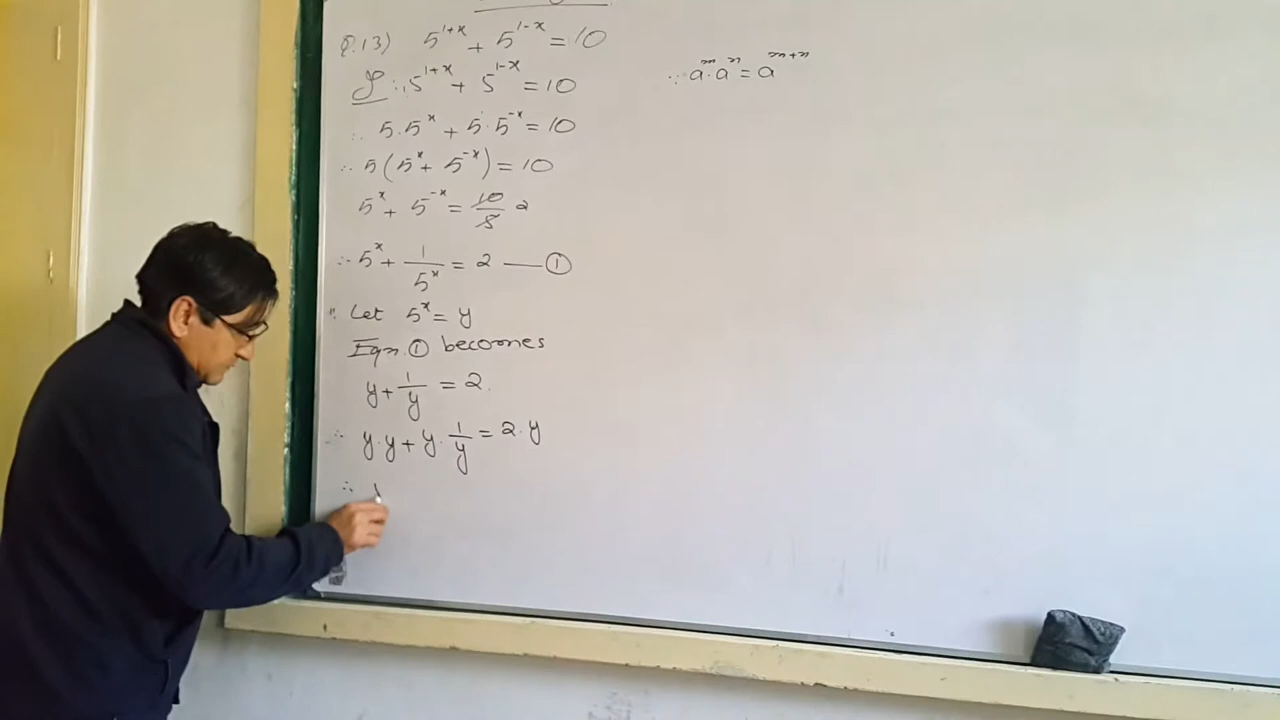 Q.13) 5^{1+x} + 5^{1-x} = 10
∵ 5^{1+x} + 5^{1-x} = 10
∵ a^m · a^n = a^{m+n}
∴ 5 · 5^x + 5 · 5^{-x} = 10
∴ 5(5^x + 5^{-x}) = 10
5^x + 5^{-x} = 10/5 2
∴ 5^x + 1/5^x = 2 — ①
Let 5^x = y
Eqn. ① becomes
y + 1/y = 2
∴ y · y + y · 1/y = 2 · y
∴